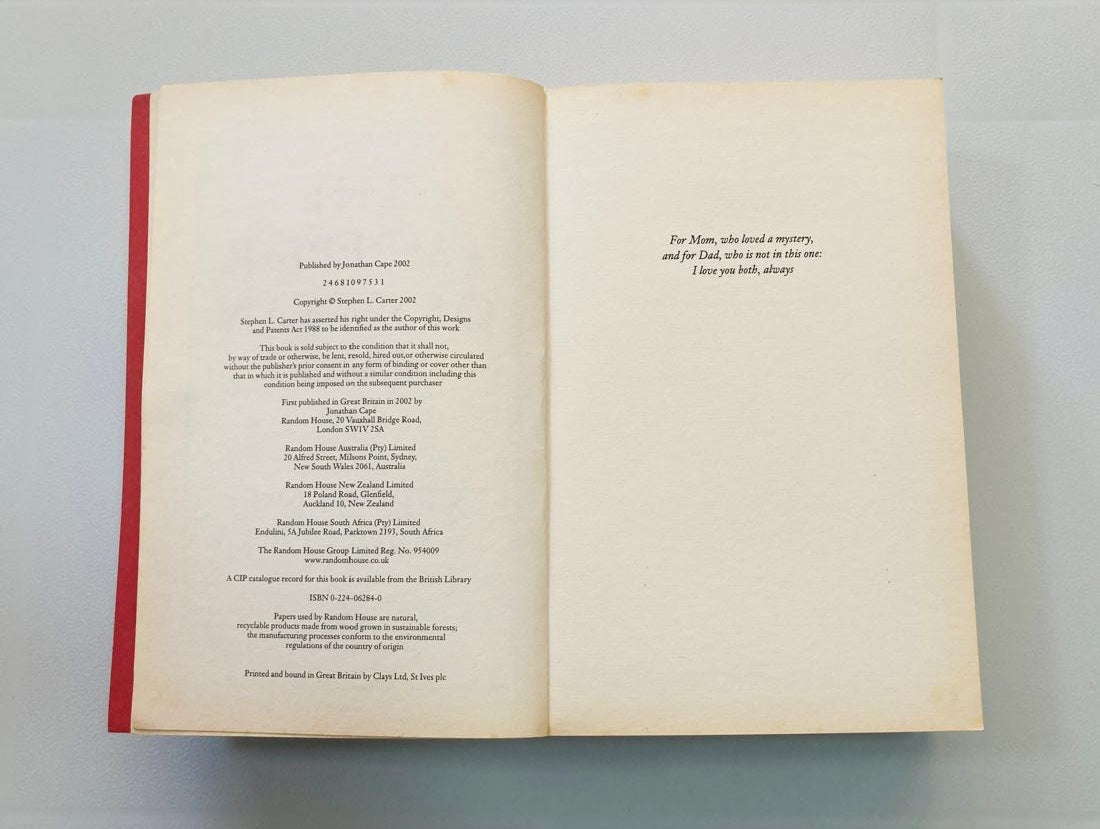 Published by Jonathan Cape 2002
2 4 6 8 10 9 7 5 3 1
Copyright © Stephen L. Carter 2002
Stephen L. Carter has asserted his right under the Copyright, Designs
and Patents Act 1988 to be identified as the author of this work
This book is sold subject to the condition that it shall not,
by way of trade or otherwise, be lent, resold, hired out, or otherwise circulated
without the publisher's prior consent in any form of binding or cover other than
that in which it is published and without a similar condition including this
condition being imposed on the subsequent purchaser
First published in Great Britain in 2002 by
Jonathan Cape
Random House, 20 Vauxhall Bridge Road,
London SW1V 2SA
Random House Australia (Pty) Limited
20 Alfred Street, Milsons Point, Sydney,
New South Wales 2061, Australia
Random House New Zealand Limited
18 Poland Road, Glenfield,
Auckland 10, New Zealand
Random House South Africa (Pty) Limited
Endulini, 5A Jubilee Road, Parktown 2193, South Africa
The Random House Group Limited Reg. No. 954009
www.randomhouse.co.uk
A CIP catalogue record for this book is available from the British Library
ISBN 0-224-06284-0
Papers used by Random House are natural,
recyclable products made from wood grown in sustainable forests;
the manufacturing processes conform to the environmental
regulations of the country of origin
Printed and bound in Great Britain by Clays Ltd, St Ives plc
For Mom, who loved a mystery,
and for Dad, who is not in this one:
I love you both, always